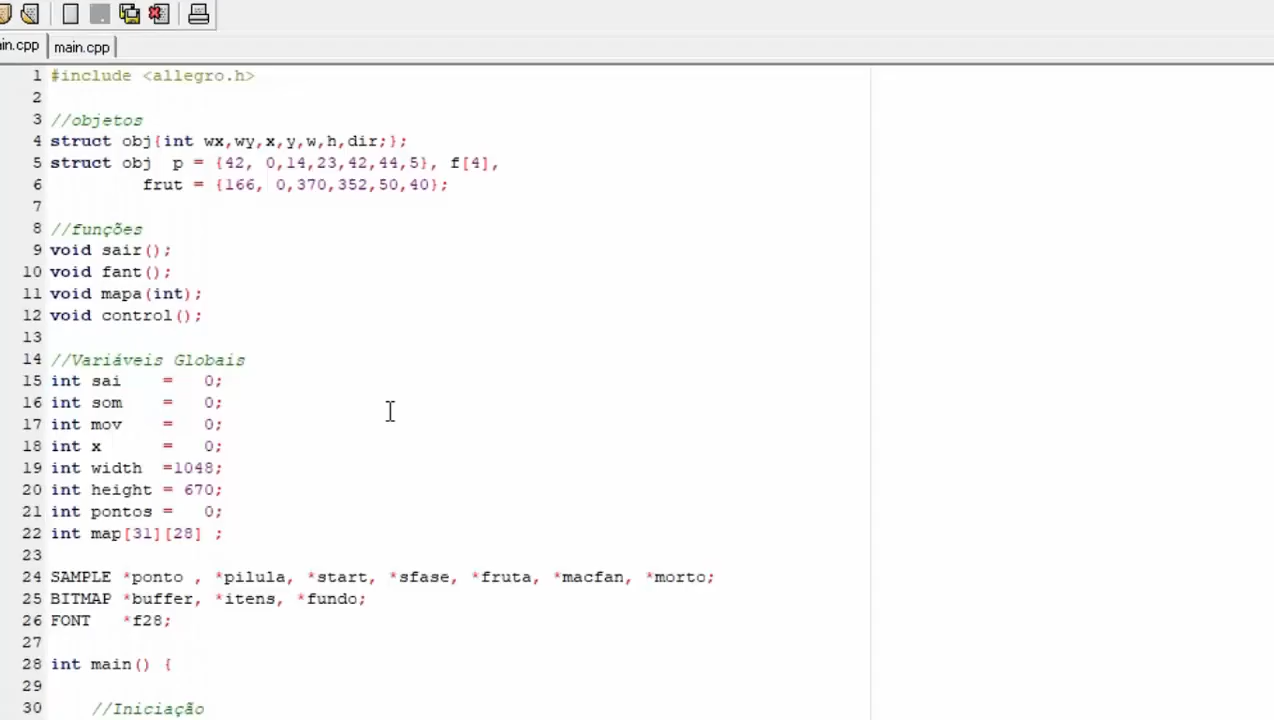 in.cpp main.cpp
1 #include <allegro.h>
2
3 //objetos
4 struct obj{int wx,wy,x,y,w,h,dir;};
5 struct obj  p = {42, 0,14,23,42,44,5}, f[4],
6          frut = {166, 0,370,352,50,40};
7
8 //funções
9 void sair();
10 void fant();
11 void mapa(int);
12 void control();
13
14 //Variáveis Globais
15 int sai    =   0;
16 int som    =   0;
17 int mov    =   0;
18 int x      =   0;
19 int width  =1048;
20 int height = 670;
21 int pontos =   0;
22 int map[31][28] ;
23
24 SAMPLE *ponto , *pilula, *start, *sfase, *fruta, *macfan, *morto;
25 BITMAP *buffer, *itens, *fundo;
26 FONT   *f28;
27
28 int main() {
29
30     //Iniciação